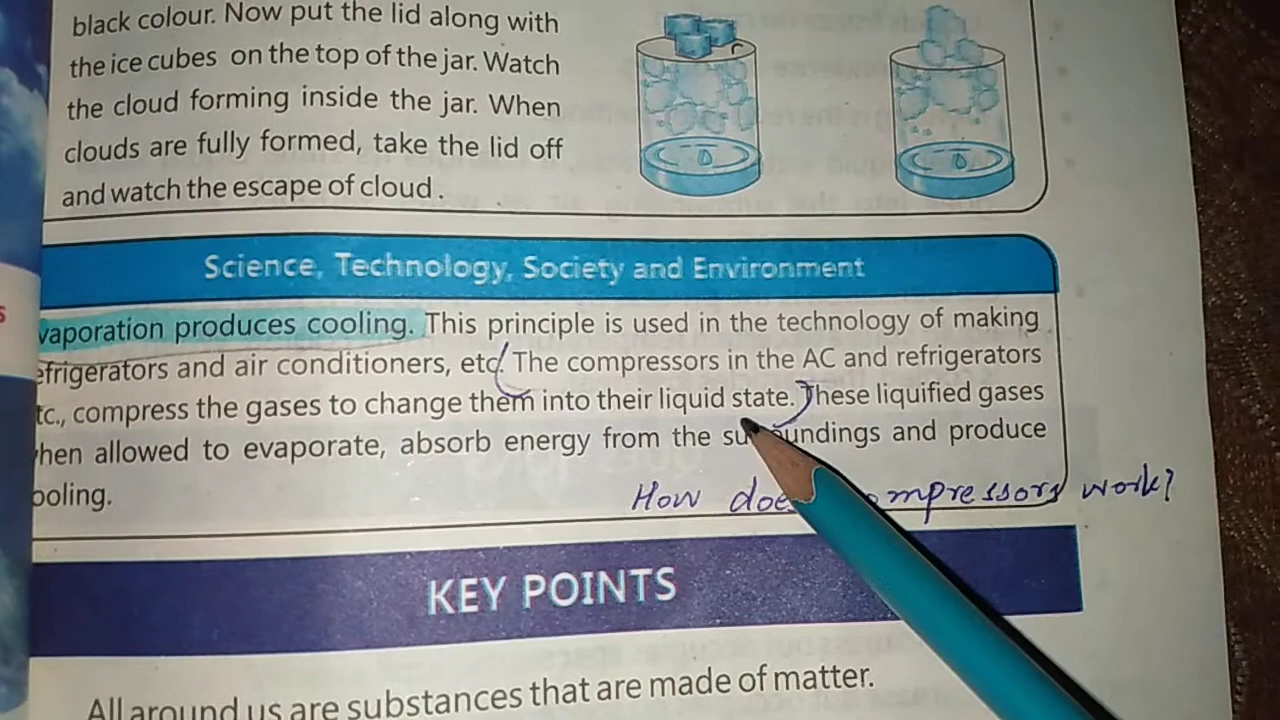 black colour. Now put the lid along with
the ice cubes on the top of the jar. Watch
the cloud forming inside the jar. When
clouds are fully formed, take the lid off
and watch the escape of cloud.
Science, Technology, Society and Environment
vaporation produces cooling. This principle is used in the technology of making
efrigerators and air conditioners, etc. The compressors in the AC and refrigerators
tc., compress the gases to change them into their liquid state. These liquified gases
hen allowed to evaporate, absorb energy from the surroundings and produce
ooling.
How does compressors work?
KEY POINTS
All around us are substances that are made of matter.